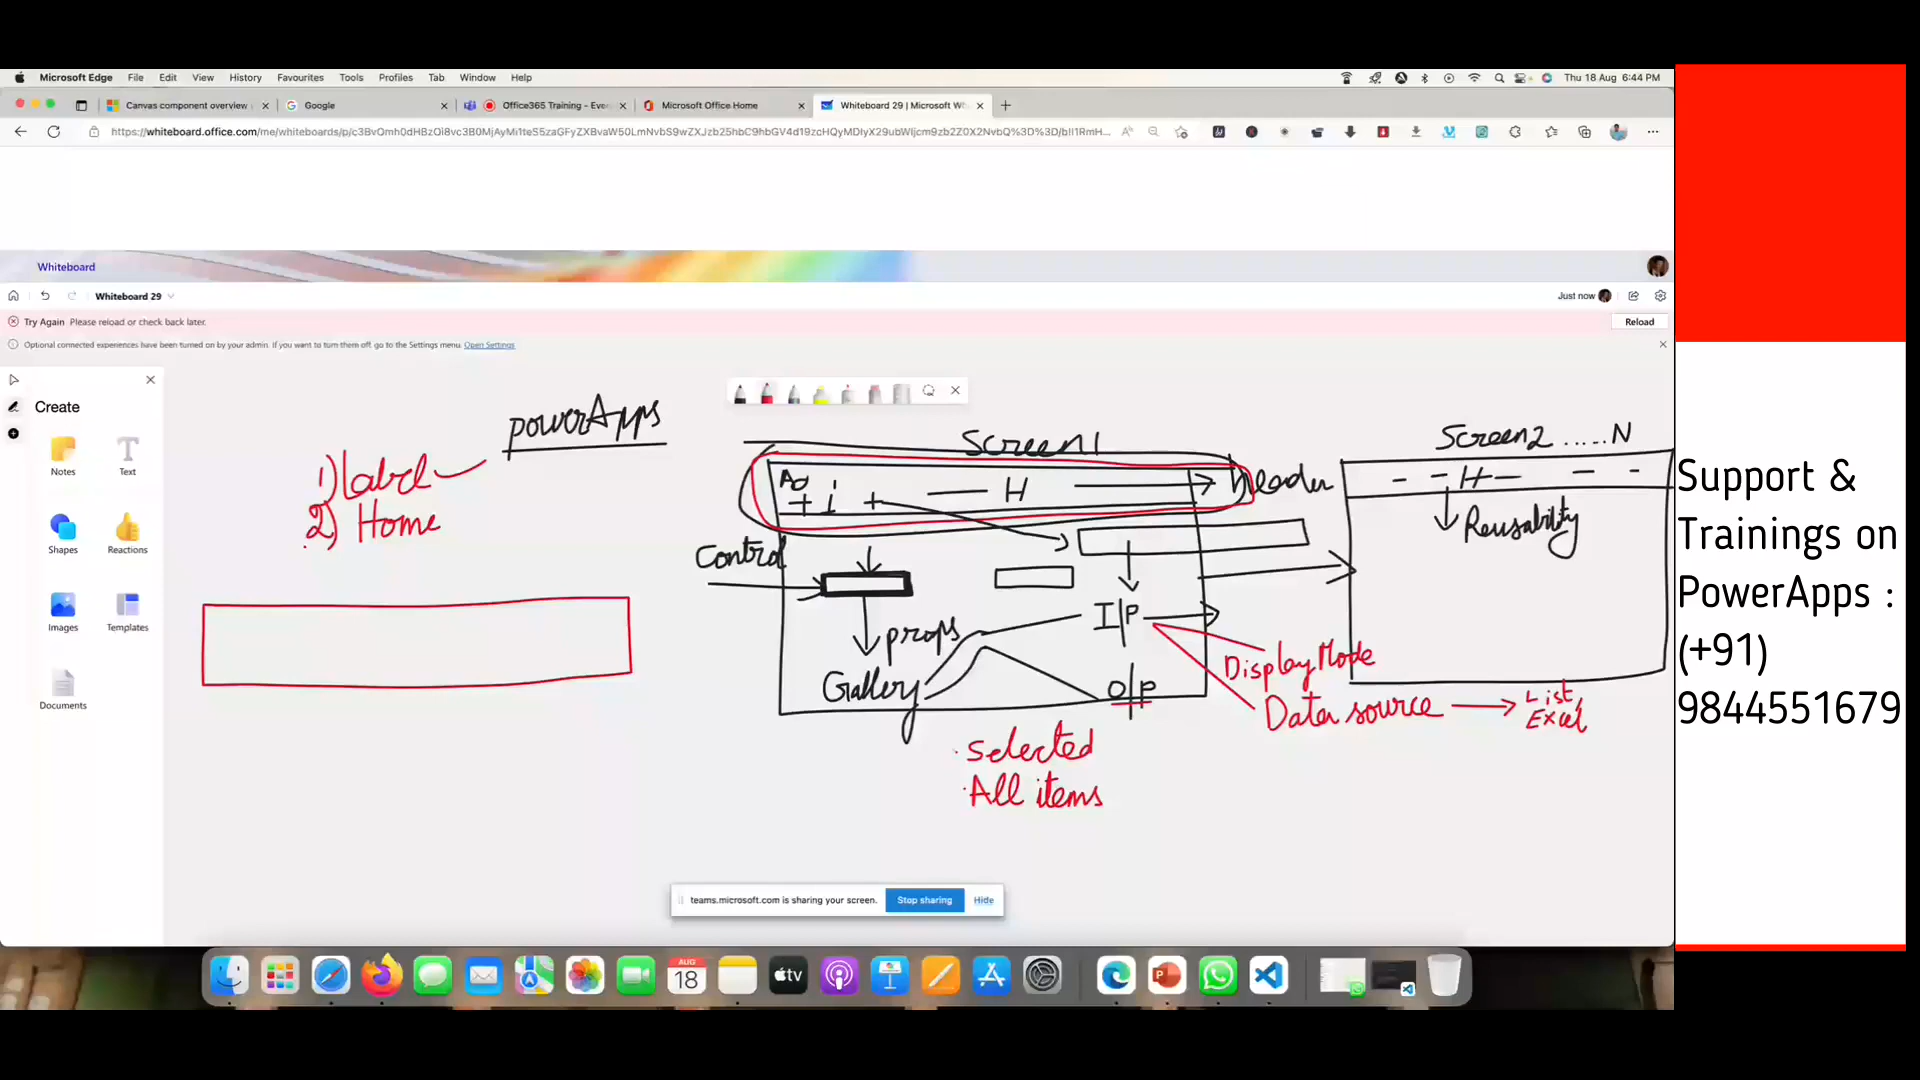 Microsoft Edge File Edit View History Favourites Tools Profiles Tab Window Help
Thu 18 Aug 6:44 PM
Canvas component overview
Google
Office365 Training - Eve
Microsoft Office Home
Whiteboard 29 | Microsoft Wh
Whiteboard
Whiteboard 29
Just now
Try Again Please reload or check back later.
Reload
Optional connected experiences have been turned on by your admin. If you want to turn them off, go to the Settings menu. Open Settings
Create
Notes
Text
Shapes
Reactions
Images
Templates
Documents
powerApps
1) Label
2) Home
Screen1
H
Header
Control
props
Gallery
I/P
O/P
Selected
All items
Display Mode
Data source
List,
Excel
Screen2 .....N
H
Reusability
teams.microsoft.com is sharing your screen.
Stop sharing
Hide
AUG
18
tv
Support &
Trainings on
PowerApps :
(+91)
9844551679